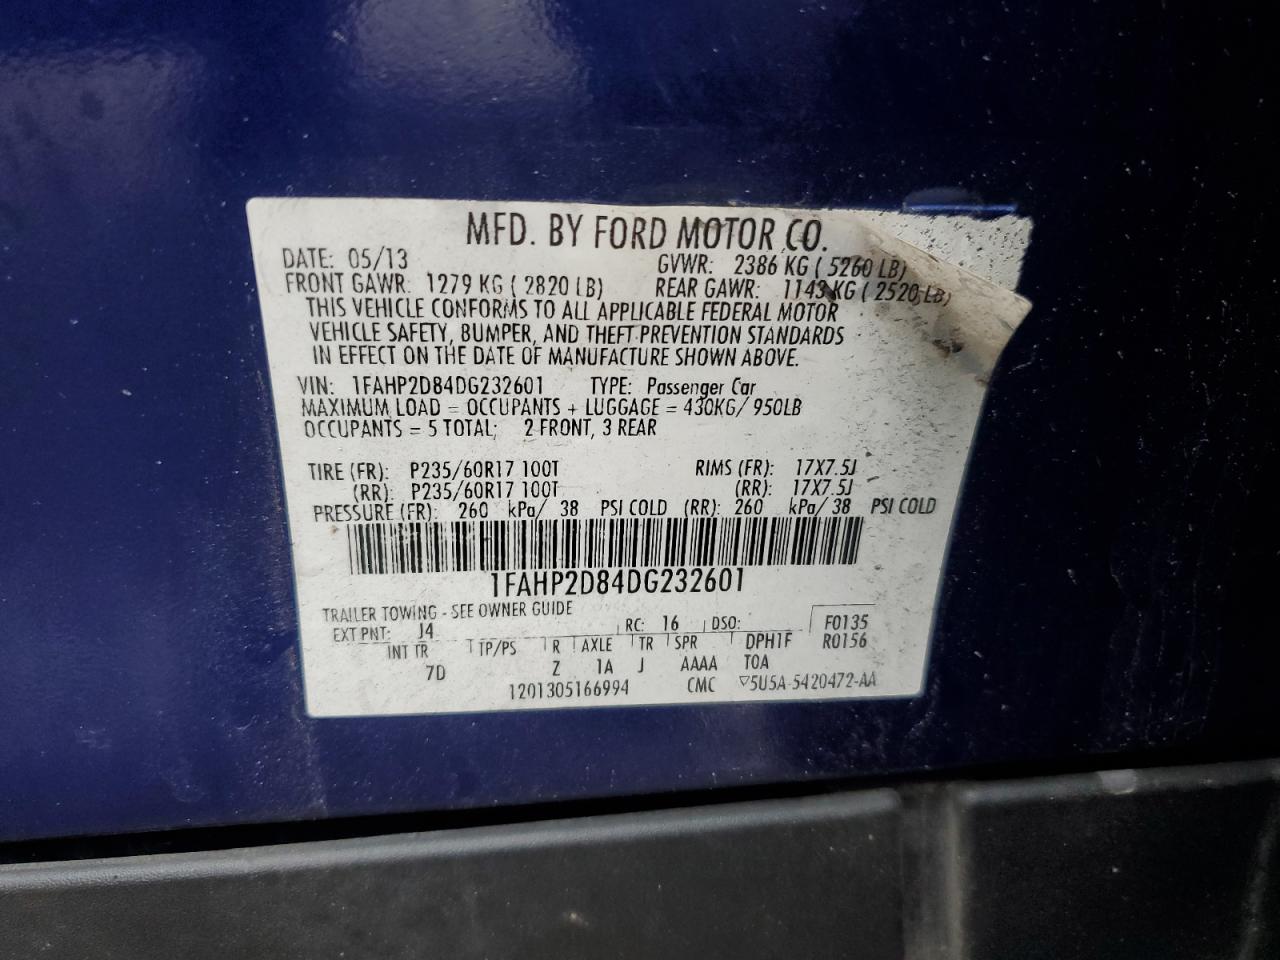 MFD. BY FORD MOTOR CO.
DATE: 05/13 GVWR: 2386 KG ( 5260 LB)
FRONT GAWR: 1279 KG ( 2820 LB) REAR GAWR: 1143 KG ( 2520 LB)
THIS VEHICLE CONFORMS TO ALL APPLICABLE FEDERAL MOTOR
VEHICLE SAFETY, BUMPER, AND THEFT PREVENTION STANDARDS
IN EFFECT ON THE DATE OF MANUFACTURE SHOWN ABOVE.
VIN: 1FAHP2D84DG232601 TYPE: Passenger Car
MAXIMUM LOAD = OCCUPANTS + LUGGAGE = 430KG/ 950LB
OCCUPANTS = 5 TOTAL; 2 FRONT, 3 REAR
TIRE (FR): P235/60R17 100T RIMS (FR): 17X7.5J
(RR): P235/60R17 100T (RR): 17X7.5J
PRESSURE (FR): 260 kPa/ 38 PSI COLD (RR): 260 kPa/ 38 PSI COLD
1FAHP2D84DG232601
TRAILER TOWING - SEE OWNER GUIDE
EXT PNT: J4 RC: 16 DSO: F0135
INT TR TP/PS R AXLE TR SPR DPH1F R0156
7D Z 1A J AAAA TOA
1201305166994 CMC ▽5U5A-5420472-AA